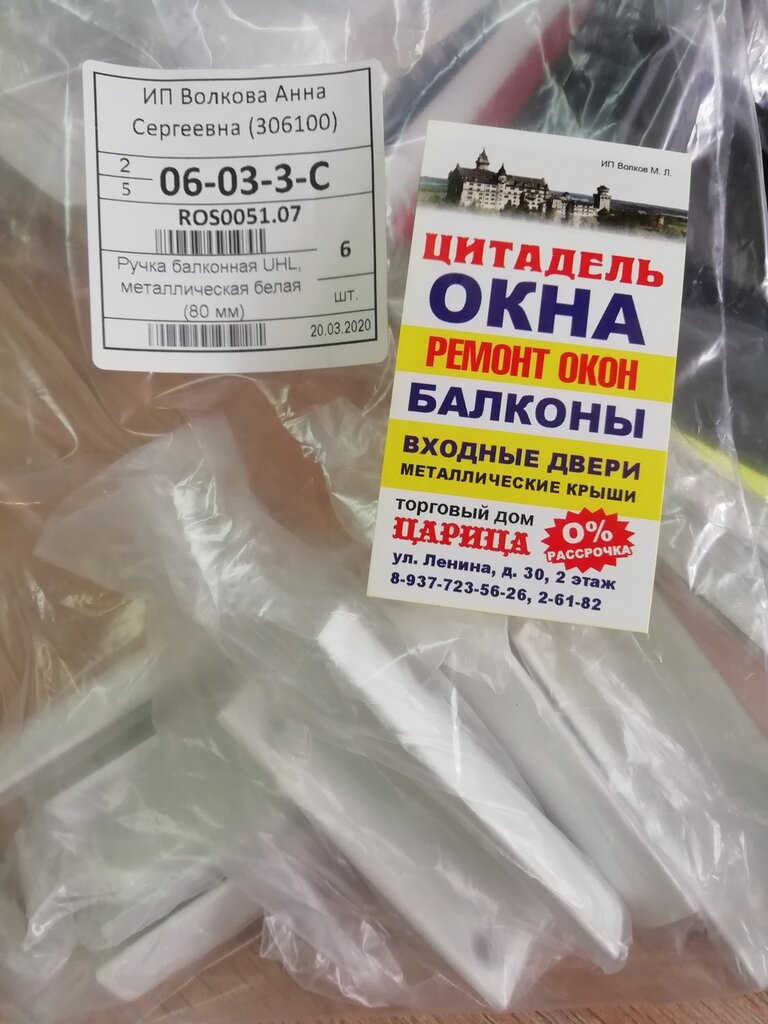 ИП Волкова Анна
Сергеевна (306100)
2
5
06-03-3-С
ROS0051.07
6
Ручка балконная UHL,
металлическая белая
(80 мм)
шт.
20.03.2020
ИП Волков М. Л.
ЦИТАДЕЛЬ
ОКНА
РЕМОНТ ОКОН
БАЛКОНЫ
ВХОДНЫЕ ДВЕРИ
МЕТАЛЛИЧЕСКИЕ КРЫШИ
торговый дом
ЦАРИЦА
0%
РАССРОЧКА
ул. Ленина, д. 30, 2 этаж
8-937-723-56-26, 2-61-82